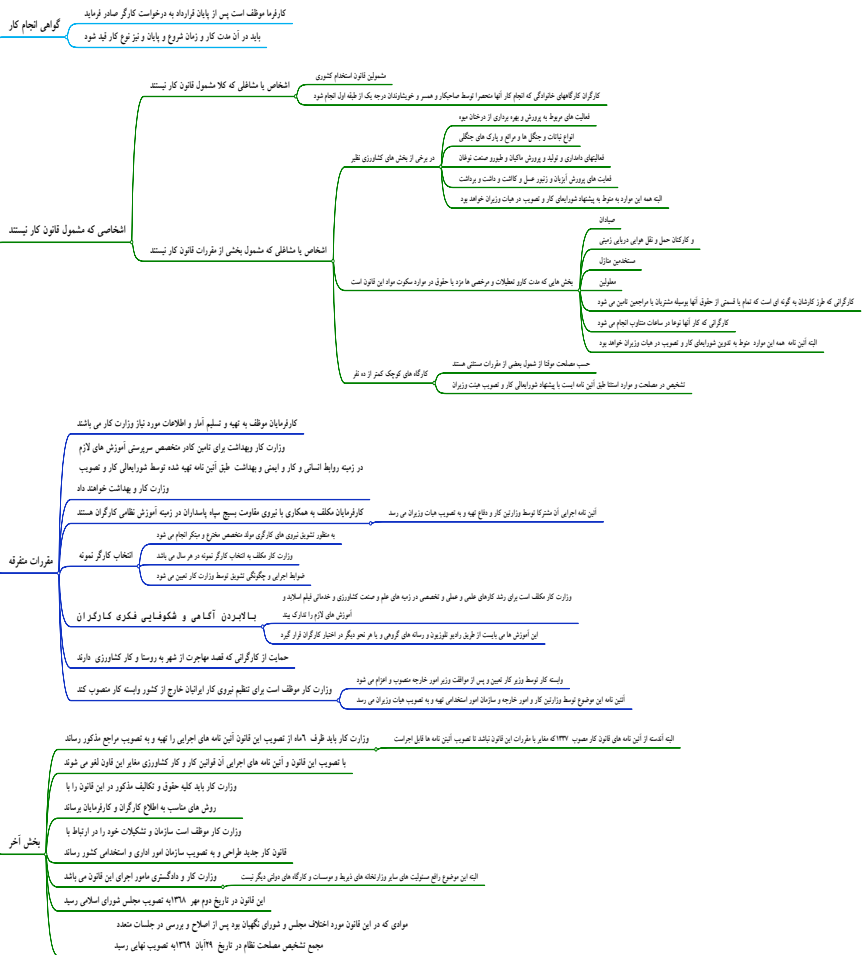 گواهی انجام کار
کارفرما موظف است پس از پایان قرارداد به درخواست کارگر صادر فرماید
باید در آن مدت کار و زمان شروع و پایان و نیز نوع کار قید شود
اشخاصی که مشمول قانون کار نیستند
اشخاص یا مشاغلی که کلا مشمول قانون کار نیستند
مشمولین قانون استخدام کشوری
کارگران کارگاههای خانوادگی که انجام کار آنها منحصرا توسط صاحبکار و همسر و خویشاوندان درجه یک از طبقه اول انجام شود
اشخاص یا مشاغلی که مشمول بخشی از مقررات قانون کار نیستند
در برخی از بخش های کشاورزی نظیر
فعالیت های مربوط به پرورش و بهره برداری از درختان میوه
انواع نباتات و جنگل ها و مراتع و پارک های جنگلی
فعالیتهای دامداری و تولید و پرورش ماکیان و طیورو صنعت نوغان
فعایت های پرورش آبزیان و زنبور عسل و کااشت و داشت و برداشت
البته همه این موارد به منوط به پیشنهاد شورایعالی کار و تصویب در هیات وزیران خواهد بود
بخش هایی که مدت کارو تعطیلات و مرخصی ها مزد یا حقوق در موارد سکوت مواد این قانون است
صیادان
و کارکنان حمل و نقل هوایی دریایی زمینی
مستخدمین منازل
معلولین
کارگرانی که طرز کارشان به گونه ای است که تمام یا قسمتی از حقوق آنها بوسیله مشتریان یا مراجعین تامین می شود
کارگرانی که کار آنها نوعا در ساعات متناوب انجام می شود
البته آئین نامه همه این موارد منوط به تدوین شورایعای کار و تصویب در هیات وزیران خواهد بود
کارگاه های کوچک کمتر از ده نفر
حسب مصلحت موقتا از شمول بعضی از مقررات مستثنی هستند
تشخیص در مصلحت و موارد استثنا طبق آئین نامه ایست با پیشنهاد شورایعالی کار و تصویب هیئت وزیران
مقررات متفرقه
کارفرمایان موظف به تهیه و تسلیم آمار و اطلاعات مورد نیاز وزارت کار می باشند
وزارت کار وبهداشت برای تامین کادر متخصص سرپرستی آموزش های لازم
در زمینه روابط انسانی و کار و ایمنی و بهداشت طبق آئین نامه تهیه شده توسط شورایعالی کار و تصویب
وزارت کار و بهداشت خواهند داد
کارفرمایان مکلف به همکاری با نیروی مقاومت بسیج سپاه پاسداران در زمینه آموزش نظامی کارگران هستند
آئین نامه اجرایی آن مشترکا توسط وزارتین کار و دفاع تهیه و به تصویب هیات وزیران می رسد
انتخاب کارگر نمونه
به منظور تشویق نیروی های کارگری مولد متخصص مخترع و مبتکر انجام می شود
وزارت کار مکلف به انتخاب کارگر نمونه در هر سال می باشد
ضوابط اجرایی و چگونگی تشویق توسط وزارت کار تعیین می شود
بالابردن آگاهی و شکوفایی فکری کارگران
وزارت کار مکلف است برای رشد کارهای علمی و عملی و تخصصی در زمیه های علم و صنعت کشاورزی و خدماتی فیلم اسلاید و
آموزش های لازم را تدارک بیند
این آموزش ها می بایست از طریق رادیو تلوزیون و رسانه های گروهی و با هر نحو دیگر در اختیار کارگران قرار گیرد
حمایت از کارگرانی که قصد مهاجرت از شهر به روستا و کار کشاورزی دارند
وزارت کار موظف است برای تنظیم نیروی کار ایرانیان خارج از کشور وابسته کار منصوب کند
وابسته کار توسط وزیر کار تعیین و پس از موافقت وزیر امور خارجه منصوب و اعزام می شود
آئتین نامه این موضوع توسط وزارتین کار و امور خارجه و سازمان امور استخدامی تهیه و به تصویب هیات وزیران می رسد
بخش آخر
وزارت کار باید ظرف ۶ماه از تصویب این قانون آئین نامه های اجرایی را تهیه و به تصویب مراجع مذکور رساند
البته آندسته از آئین نامه های قانون کار مصوب ۱۳۳۷ که مغایر با مقررات این قانون نباشد تا تصویب آئیتن نامه ها قابل اجراست
با تصویب این قانون و آئین نامه های اجرایی آن قوانین کار و کار کشاورزی مغایر این قاون لغو می شوند
وزارت کار باید کلیه حقوق و تکالیف مذکور در این قانون را با
روش های مناسب به اطلاع کارگران و کارفرمایان برساند
وزارت کار موظف است سازمان و تشکیلات خود را در ارتباط با
قانون کار جدید طراحی و به تصویب سازمان امور اداری و استخدامی کشور رساند
وزارت کار و دادگستری مامور اجرای این قانون می باشد
البته این موضوع رافع مسئولیت های سایر وزارتخانه های ذیربط و موسسات و کارگاه های دولتی دیگر نیست
این قانون در تاریخ دوم مهر ۱۳۶۸به تصویب مجلس شورای اسلامی رسید
موادی که در این قانون مورد اختلاف مجلس و شورای نگهبان بود پس از اصلاح و بررسی در جلسات متعدد
مجمع تشخیص مصلحت نظام در تاریخ ۲۹آبان ۱۳۶۹به تصویب نهایی رسید